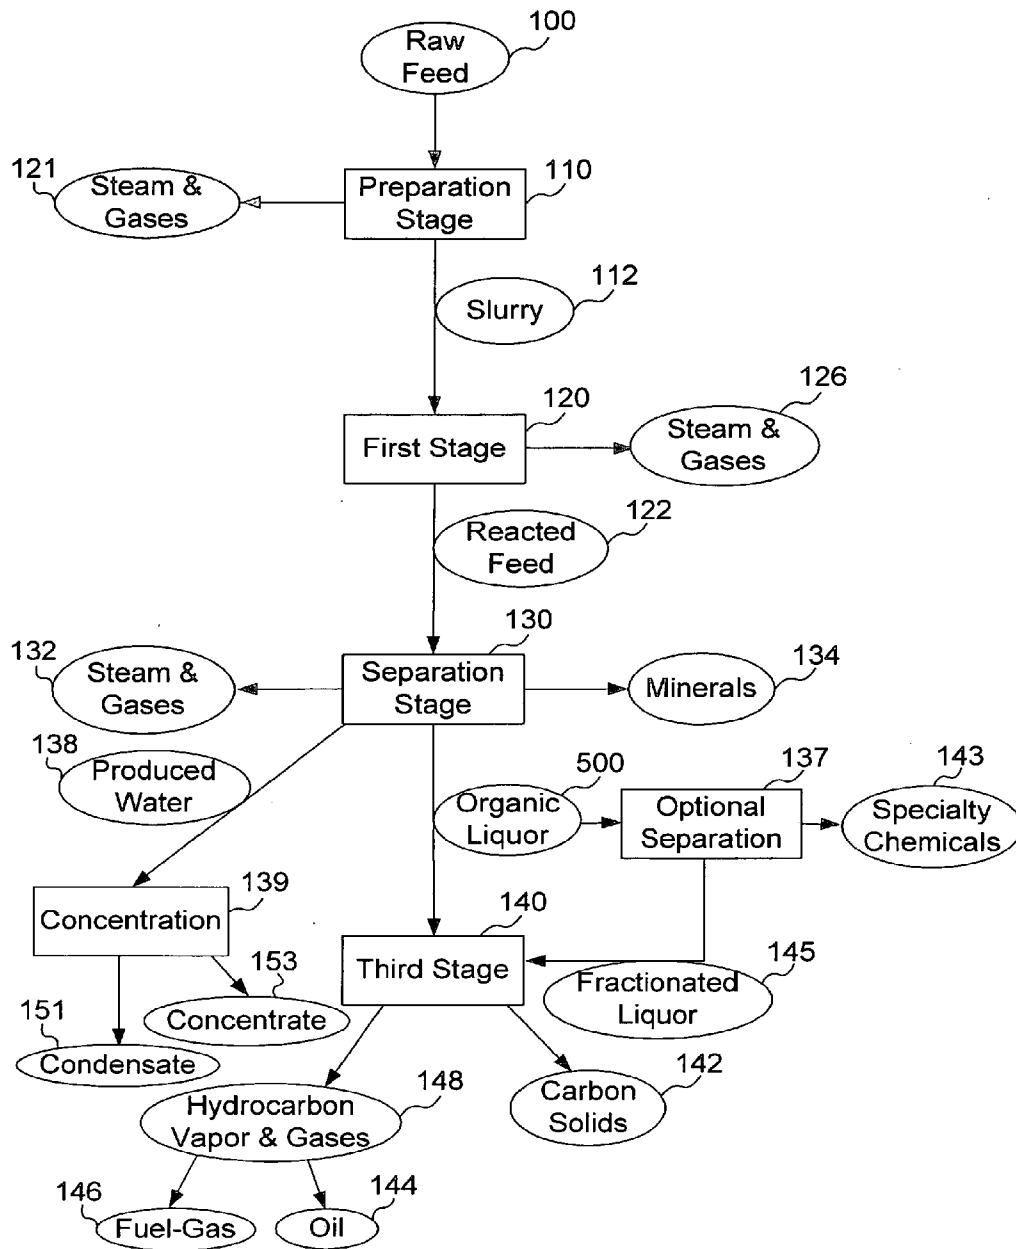 100
Raw
Feed
121
Steam &
Gases
Preparation
Stage
110
Slurry
112
120
First Stage
126
Steam &
Gases
Reacted
Feed
122
130
132
Steam &
Gases
Separation
Stage
Minerals
134
138
Produced
Water
500
Organic
Liquor
137
Optional
Separation
143
Specialty
Chemicals
139
Concentration
140
Third Stage
145
Fractionated
Liquor
153
Concentrate
151
Condensate
148
Hydrocarbon
Vapor & Gases
142
Carbon
Solids
146
Fuel-Gas
144
Oil